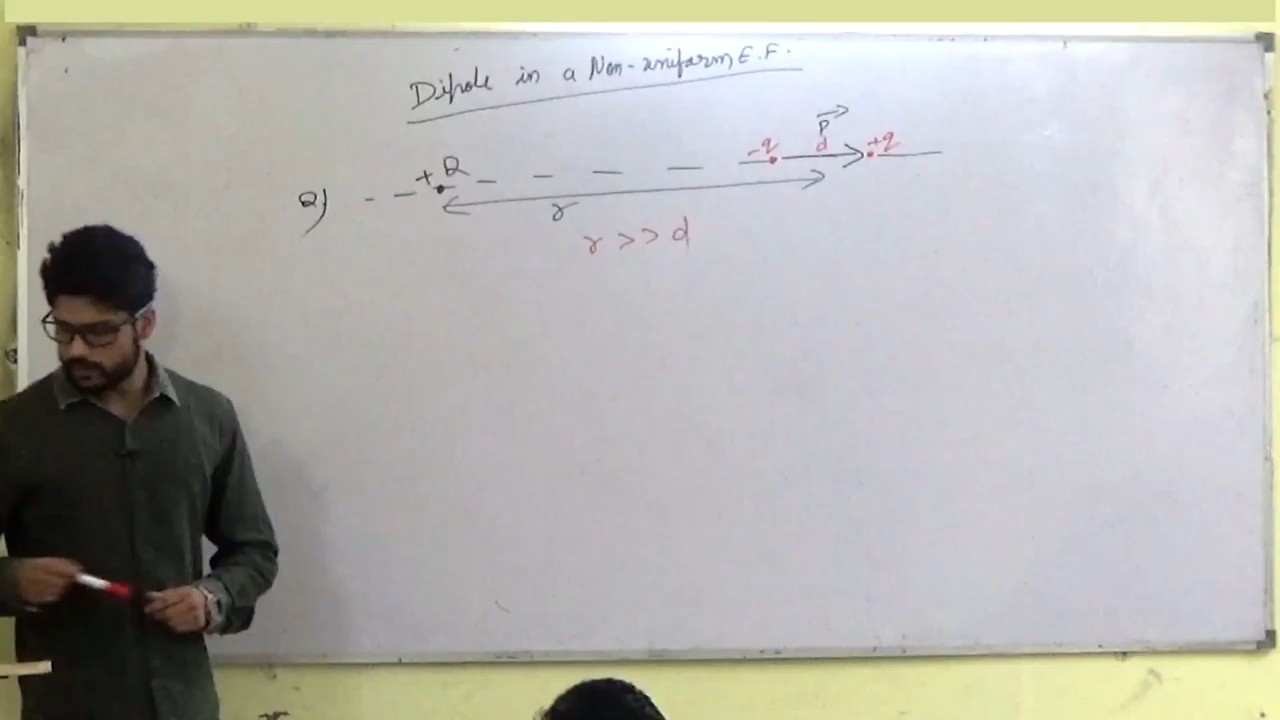 Dipole in a Non-uniform E.F.
Q) +Q -q P d +q
r
r >> d